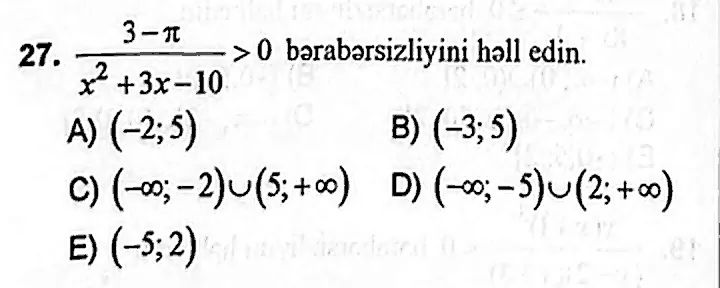 27. (3-π)/(x² + 3x - 10) > 0 bərabərsizliyini həll edin.
A) (-2; 5) B) (-3; 5)
C) (-∞; -2)∪(5; +∞) D) (-∞; -5)∪(2; +∞)
E) (-5; 2)